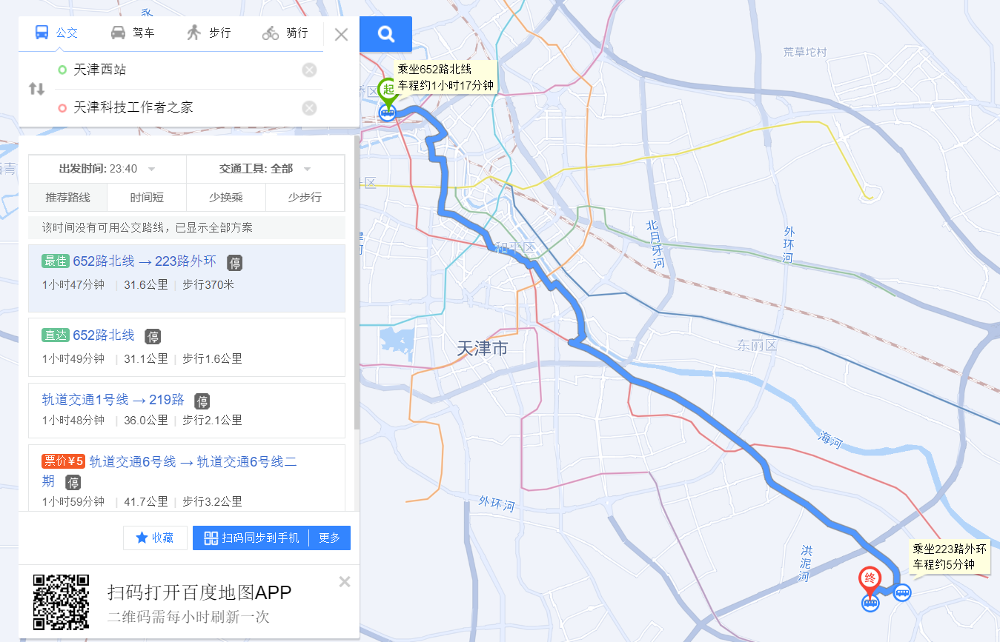 公交 驾车 步行 骑行
天津西站
天津科技工作者之家
出发时间: 23:40 交通工具: 全部
推荐路线 时间短 少换乘 少步行
该时间没有可用公交路线，已显示全部方案
最佳 652路北线 → 223路外环 停
1小时47分钟 | 31.6公里 | 步行370米
直达 652路北线 停
1小时49分钟 | 31.1公里 | 步行1.6公里
轨道交通1号线 → 219路 停
1小时48分钟 | 36.0公里 | 步行2.1公里
票价¥5 轨道交通6号线 → 轨道交通6号线二
期 停
1小时59分钟 | 41.7公里 | 步行3.2公里
收藏 扫码同步到手机 更多
扫码打开百度地图APP
二维码需每小时刷新一次
乘坐652路北线
车程约1小时17分钟
起
荒草坨村
北月牙河
外环河
和平区
天津市
东丽区
海河
外环河
洪泥河
乘坐223路外环
车程约5分钟
终